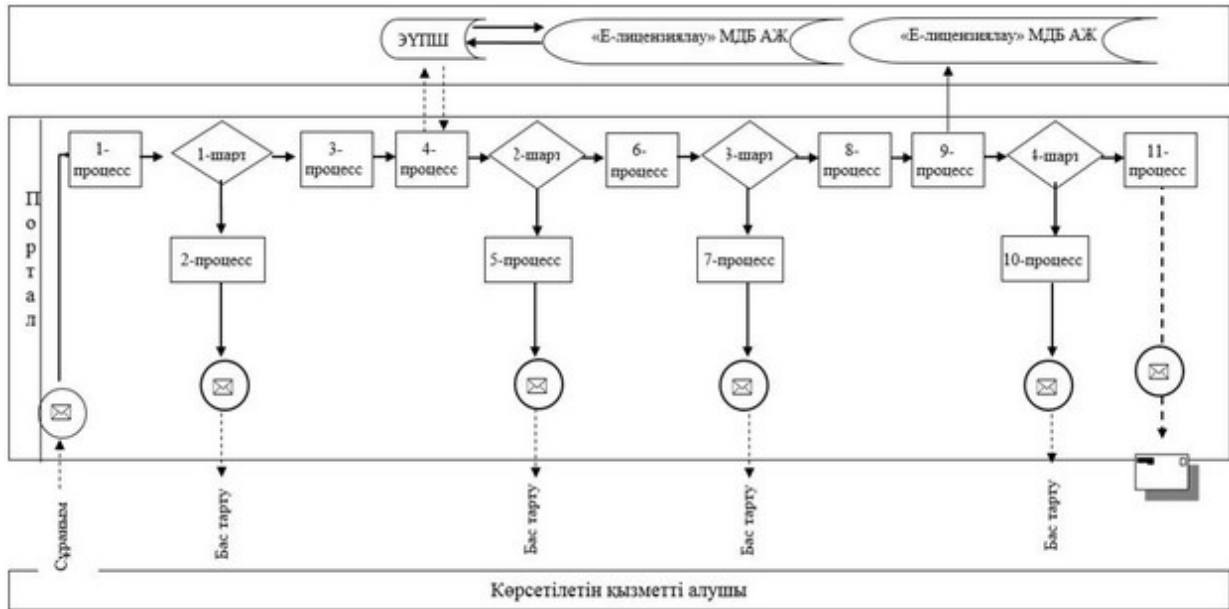 ЭҮПШ
«Е-лицензиялау» МДБ АЖ
«Е-лицензиялау» МДБ АЖ
Портал
1-
процесс
1-шарт
3-
процесс
4-
процесс
2-шарт
6-
процесс
3-шарт
8-
процесс
9-
процесс
4-шарт
11-
процесс
2-процесс
5-процесс
7-процесс
10-процесс
Сұраным
Бас тарту
Бас тарту
Бас тарту
Бас тарту
Көрсетілетін қызметті алушы